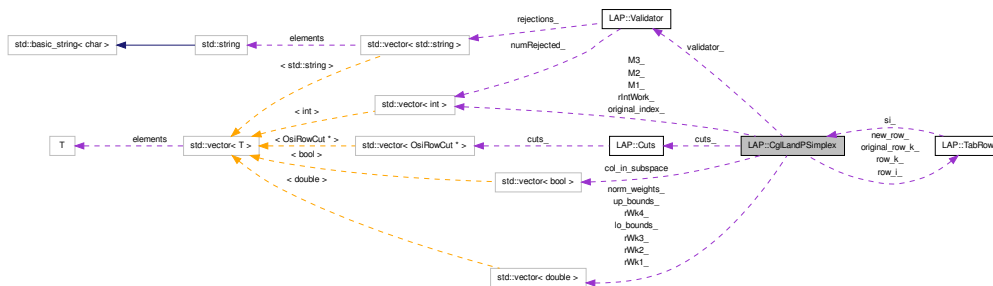 rejections_
LAP::Validator
std::basic_string< char >
std::string
elements
std::vector< std::string >
numRejected_
validator_
< std::string >
M3_
M2_
M1_
rIntWork_
original_index_
< int >
std::vector< int >
si_
new_row_
original_row_k_
row_k_
row_i_
T
elements
std::vector< T >
< OsiRowCut * >
std::vector< OsiRowCut * >
cuts_
LAP::Cuts
cuts_
LAP::CglLandPSimplex
LAP::TabRow
< bool >
std::vector< bool >
col_in_subspace
< double >
norm_weights_
up_bounds_
rWk4_
lo_bounds_
rWk3_
rWk2_
rWk1_
std::vector< double >